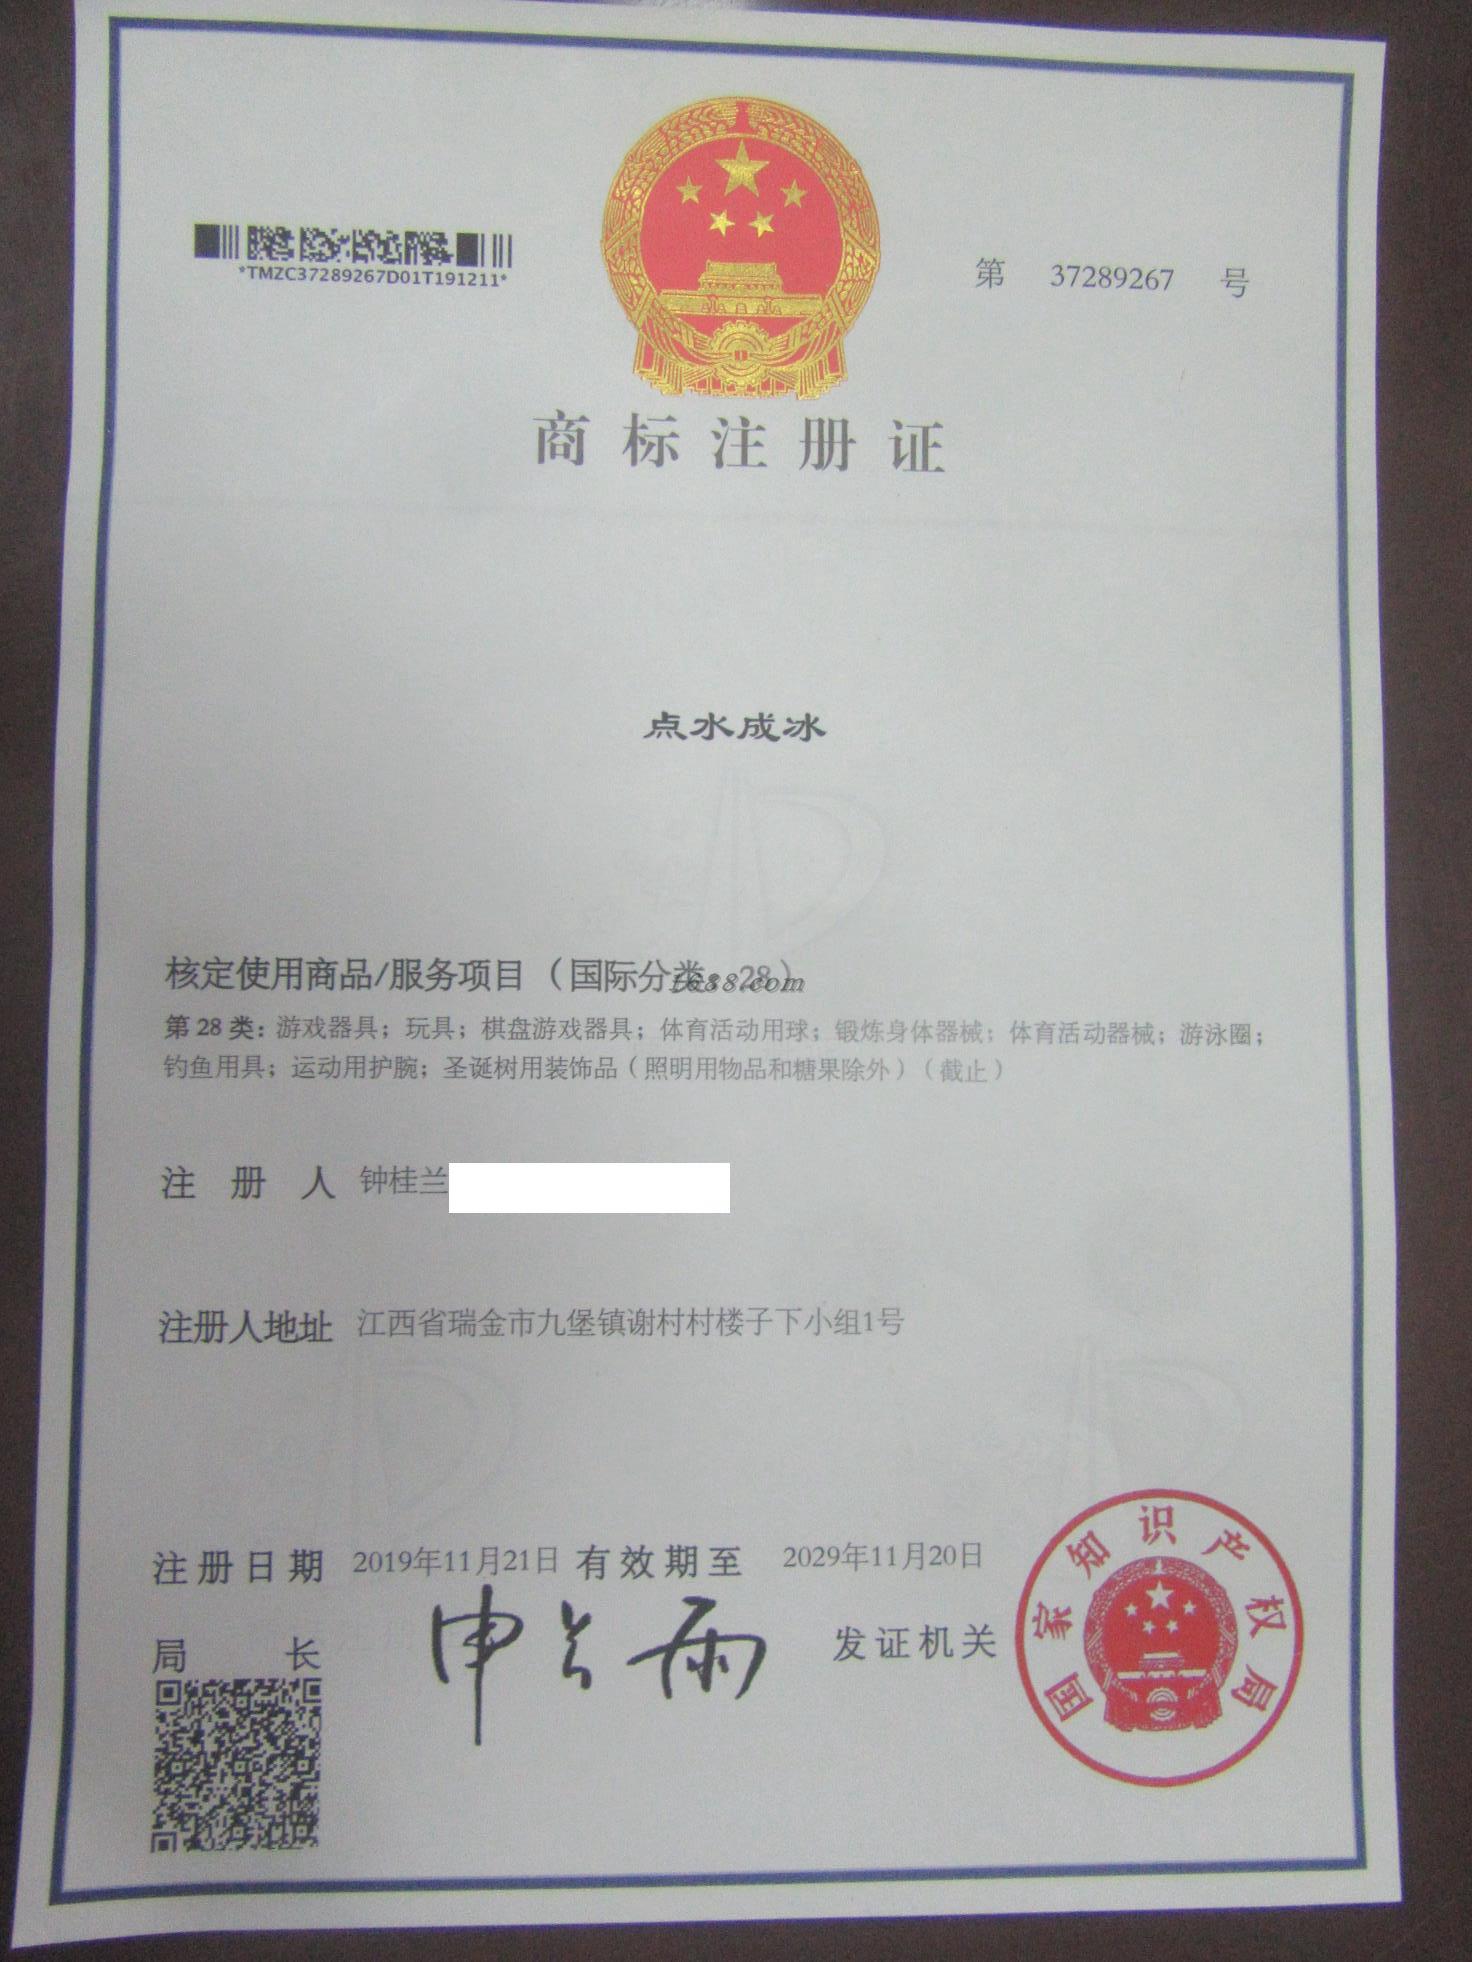 *TMZC37289267D01T191211*
第 37289267 号
商标注册证
点水成冰
核定使用商品/服务项目（国际分类：28）
1688.com
第 28 类：游戏器具；玩具；棋盘游戏器具；体育活动用球；锻炼身体器械；体育活动器械；游泳圈；
钓鱼用具；运动用护腕；圣诞树用装饰品（照明用物品和糖果除外）（截止）
注册人 钟桂兰
注册人地址 江西省瑞金市九堡镇谢村村楼子下小组1号
注册日期 2019年11月21日 有效期至 2029年11月20日
局长 申长雨 发证机关
国家知识产权局